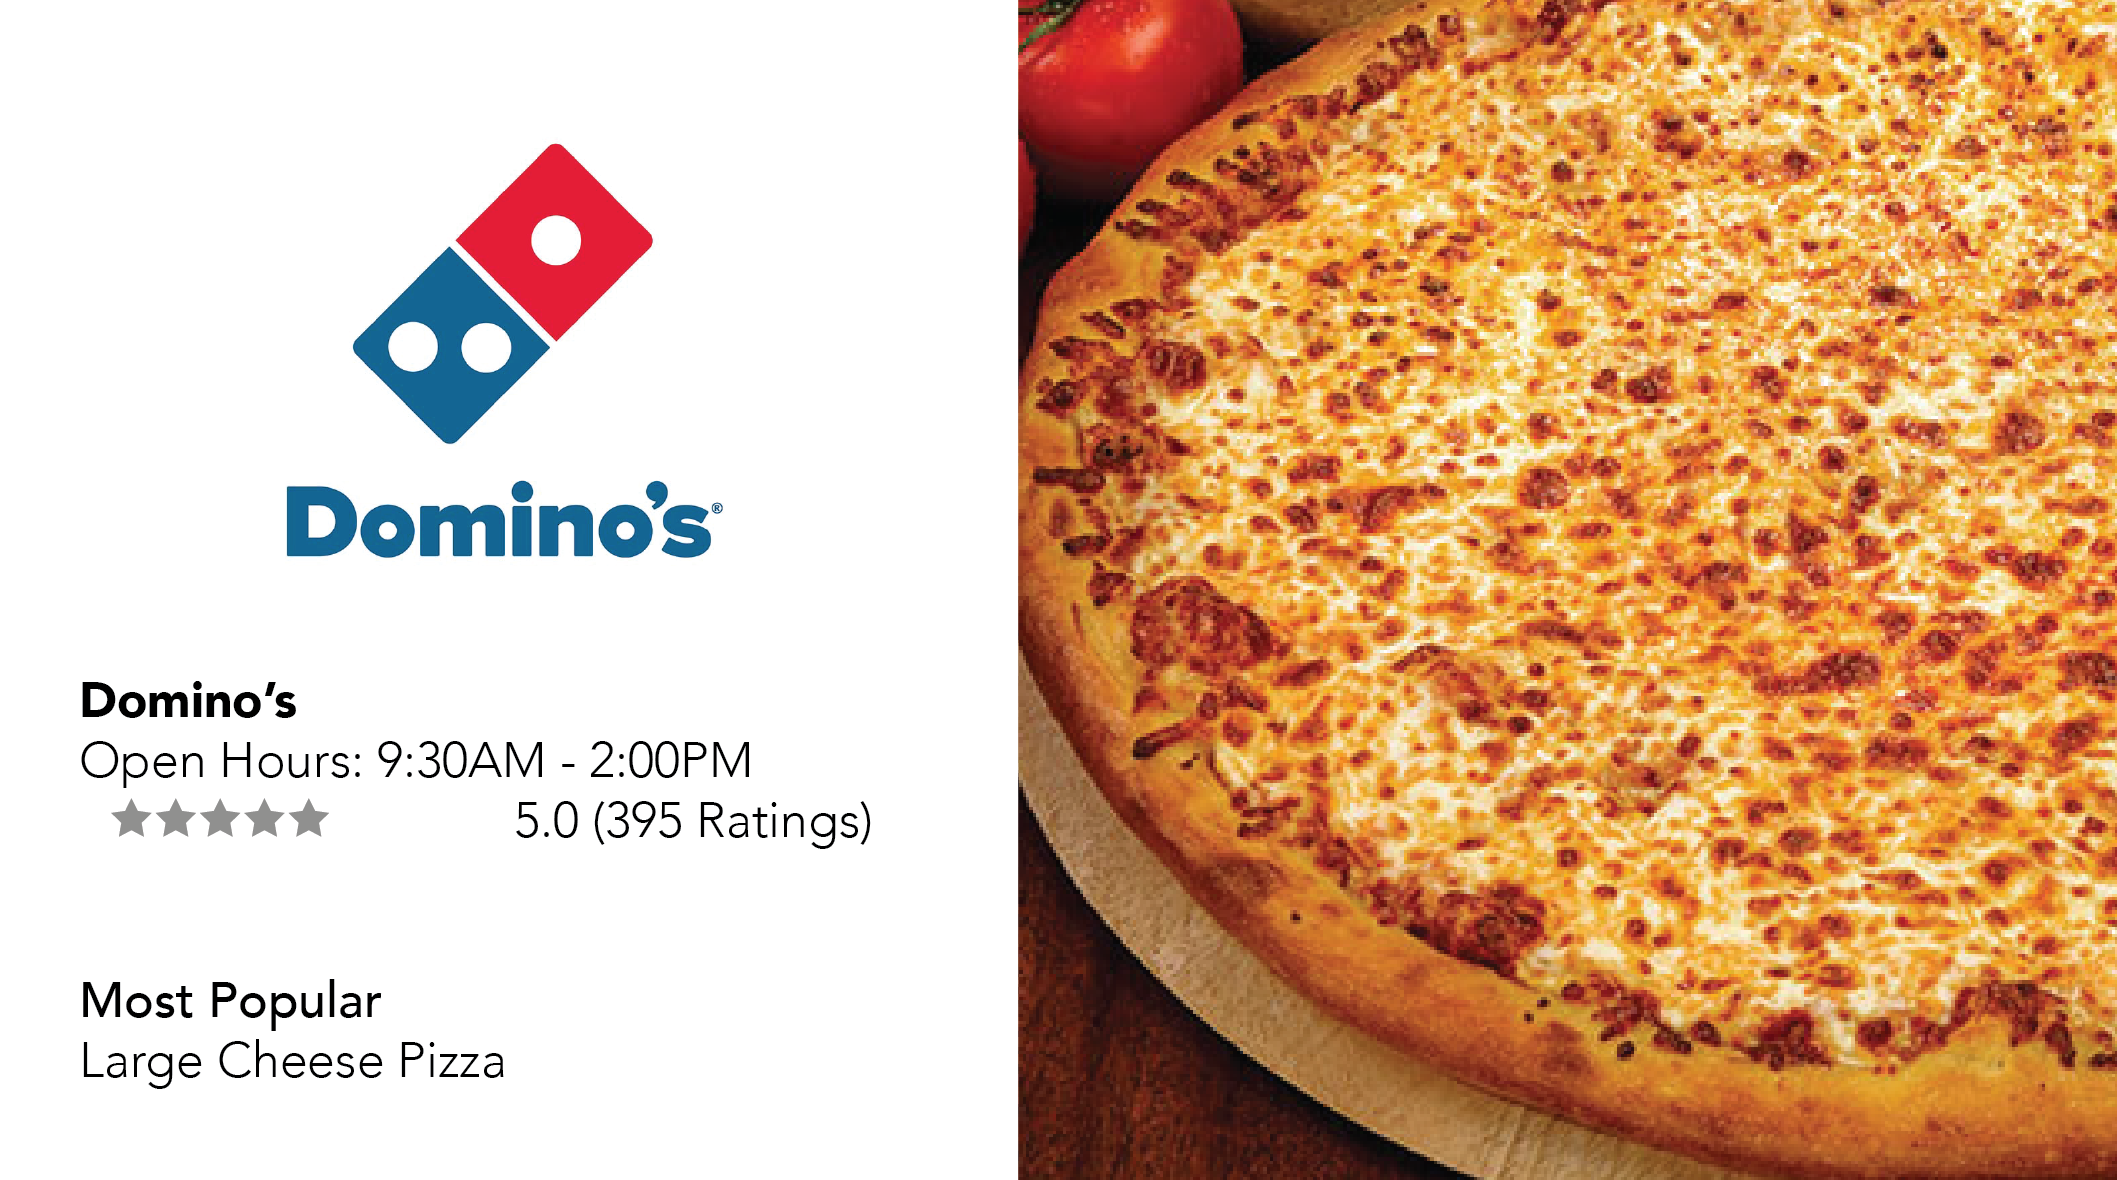 Domino's®
Domino's
Open Hours: 9:30AM - 2:00PM
5.0 (395 Ratings)
Most Popular
Large Cheese Pizza